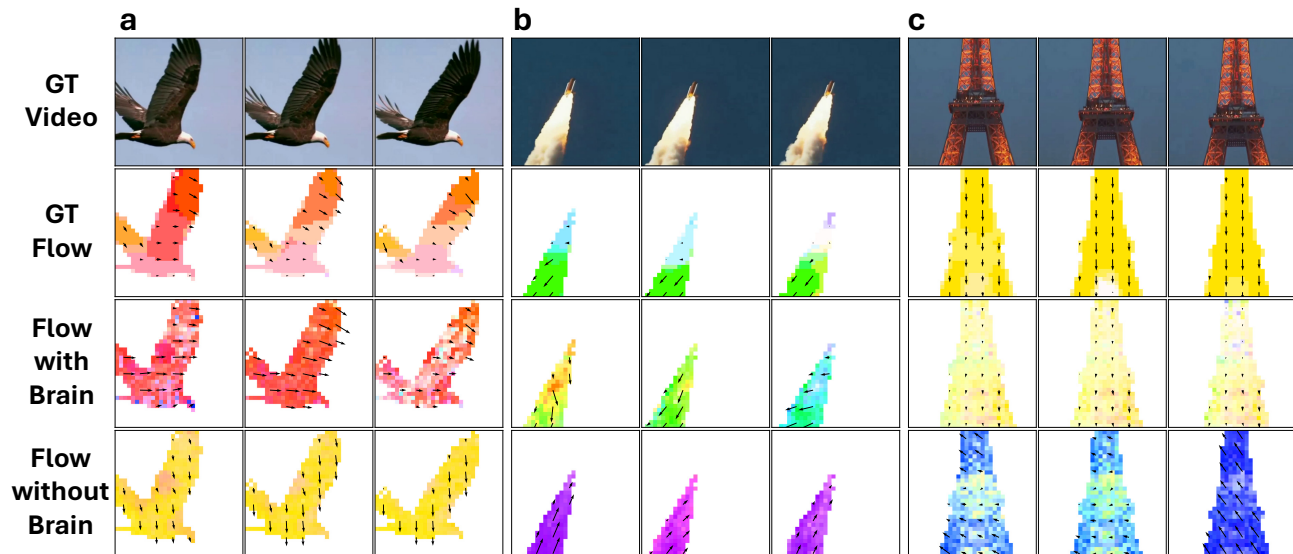 a
b
c
GT
Video
GT
Flow
Flow
with
Brain
Flow
without
Brain